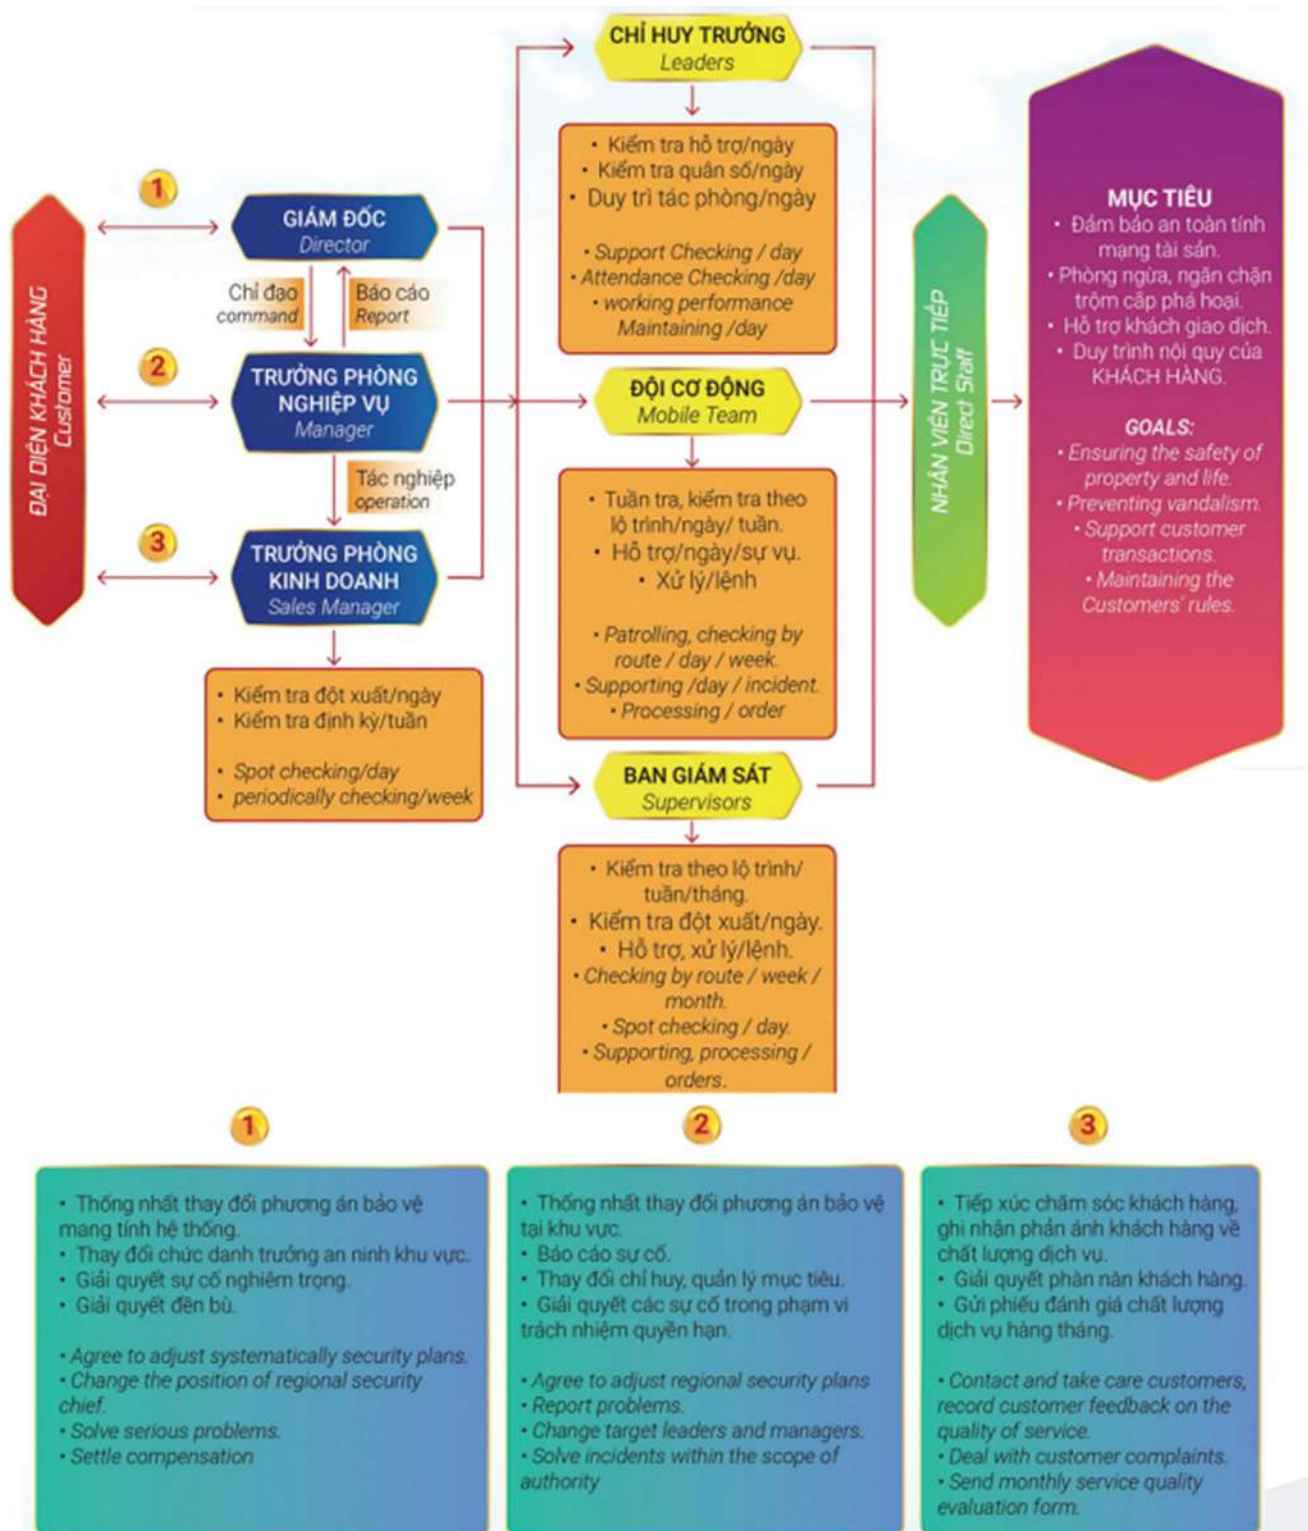 CHỈ HUY TRƯỞNG
Leaders
• Kiểm tra hỗ trợ/ngày
• Kiểm tra quân số/ngày
• Duy trì tác phòng/ngày
• Support Checking / day
• Attendance Checking /day
• working performance
Maintaining /day
ĐẠI DIỆN KHÁCH HÀNG
Customer
1
GIÁM ĐỐC
Director
Chỉ đạo
command
Báo cáo
Report
2
TRƯỞNG PHÒNG
NGHIỆP VỤ
Manager
Tác nghiệp
operation
3
TRƯỞNG PHÒNG
KINH DOANH
Sales Manager
• Kiểm tra đột xuất/ngày
• Kiểm tra định kỳ/tuần
• Spot checking/day
• periodically checking/week
ĐỘI CƠ ĐỘNG
Mobile Team
• Tuần tra, kiểm tra theo
lộ trình/ngày/ tuần.
• Hỗ trợ/ngày/sự vụ.
• Xử lý/lệnh
• Patrolling, checking by
route / day / week.
• Supporting /day / incident.
• Processing / order
BAN GIÁM SÁT
Supervisors
• Kiểm tra theo lộ trình/
tuần/tháng.
• Kiểm tra đột xuất/ngày.
• Hỗ trợ, xử lý/lệnh.
• Checking by route / week /
month.
• Spot checking / day.
• Supporting, processing /
orders.
NHÂN VIÊN TRỰC TIẾP
Direct Staff
MỤC TIÊU
• Đảm bảo an toàn tính
mạng tài sản.
• Phòng ngừa, ngăn chặn
trộm cắp phá hoại.
• Hỗ trợ khách giao dịch.
• Duy trình nội quy của
KHÁCH HÀNG.
GOALS:
• Ensuring the safety of
property and life.
• Preventing vandalism.
• Support customer
transactions.
• Maintaining the
Customers' rules.
1
• Thống nhất thay đổi phương án bảo vệ
mang tính hệ thống.
• Thay đổi chức danh trưởng an ninh khu vực.
• Giải quyết sự cố nghiêm trọng.
• Giải quyết đền bù.
• Agree to adjust systematically security plans.
• Change the position of regional security
chief.
• Solve serious problems.
• Settle compensation
2
• Thống nhất thay đổi phương án bảo vệ
tại khu vực.
• Báo cáo sự cố.
• Thay đổi chỉ huy, quản lý mục tiêu.
• Giải quyết các sự cố trong phạm vi
trách nhiệm quyền hạn.
• Agree to adjust regional security plans
• Report problems.
• Change target leaders and managers.
• Solve incidents within the scope of
authority
3
• Tiếp xúc chăm sóc khách hàng,
ghi nhận phản ánh khách hàng về
chất lượng dịch vụ.
• Giải quyết phàn nàn khách hàng.
• Gửi phiếu đánh giá chất lượng
dịch vụ hàng tháng.
• Contact and take care customers,
record customer feedback on the
quality of service.
• Deal with customer complaints.
• Send monthly service quality
evaluation form.